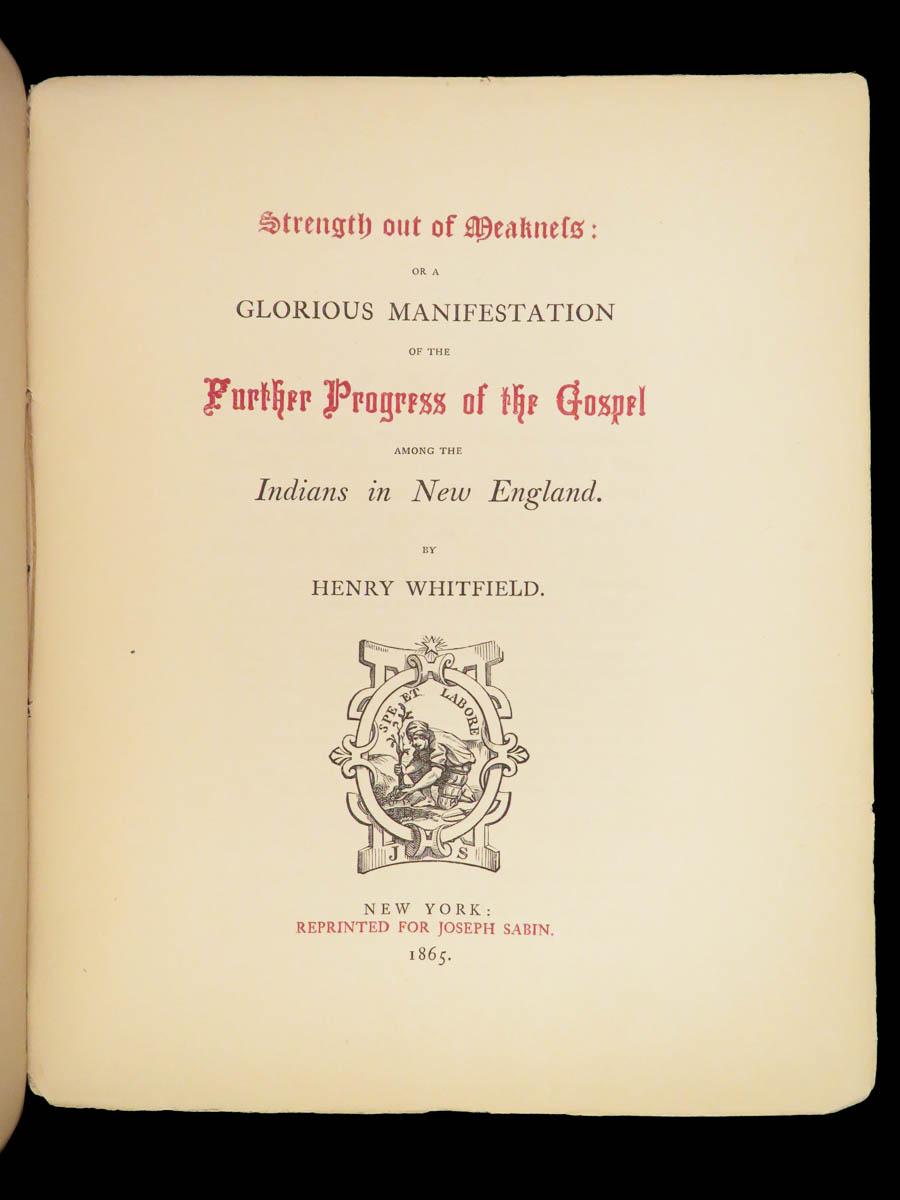 Strength out of Weakneſs:
OR A
GLORIOUS MANIFESTATION
OF THE
Further Progress of the Gospel
AMONG THE
Indians in New England.
BY
HENRY WHITFIELD.
SPE ET LABORE
J S
NEW YORK:
REPRINTED FOR JOSEPH SABIN.
1865.